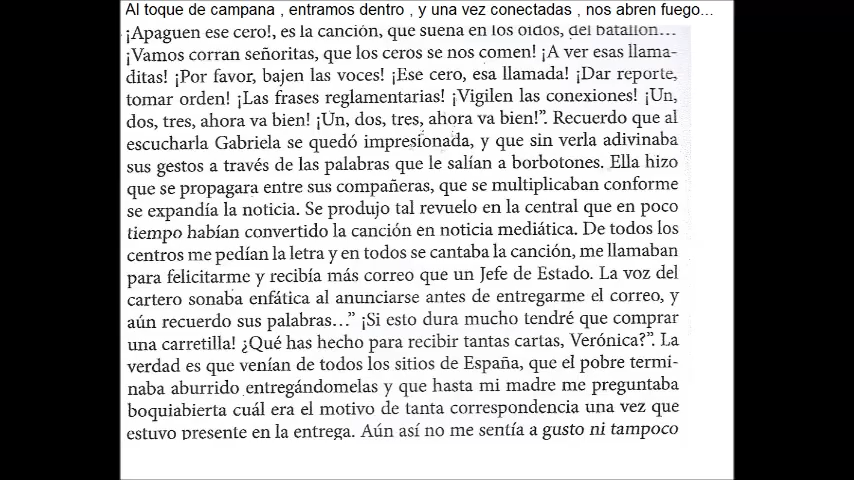 Al toque de campana , entramos dentro , y una vez conectadas , nos abren fuego...
¡Apaguen ese cero!, es la canción, que suena en los oídos, del batallón...
¡Vamos corran señoritas, que los ceros se nos comen! ¡A ver esas llama-
ditas! ¡Por favor, bajen las voces! ¡Ese cero, esa llamada! ¡Dar reporte,
tomar orden! ¡Las frases reglamentarias! ¡Vigilen las conexiones! ¡Un,
dos, tres, ahora va bien! ¡Un, dos, tres, ahora va bien!”. Recuerdo que al
escucharla Gabriela se quedó impresionada, y que sin verla adivinaba
sus gestos a través de las palabras que le salían a borbotones. Ella hizo
que se propagara entre sus compañeras, que se multiplicaban conforme
se expandía la noticia. Se produjo tal revuelo en la central que en poco
tiempo habían convertido la canción en noticia mediática. De todos los
centros me pedían la letra y en todos se cantaba la canción, me llamaban
para felicitarme y recibía más correo que un Jefe de Estado. La voz del
cartero sonaba enfática al anunciarse antes de entregarme el correo, y
aún recuerdo sus palabras...” ¡Si esto dura mucho tendré que comprar
una carretilla! ¿Qué has hecho para recibir tantas cartas, Verónica?”. La
verdad es que venían de todos los sitios de España, que el pobre termi-
naba aburrido entregándomelas y que hasta mi madre me preguntaba
boquiabierta cuál era el motivo de tanta correspondencia una vez que
estuvo presente en la entrega. Aún así no me sentía a gusto ni tampoco